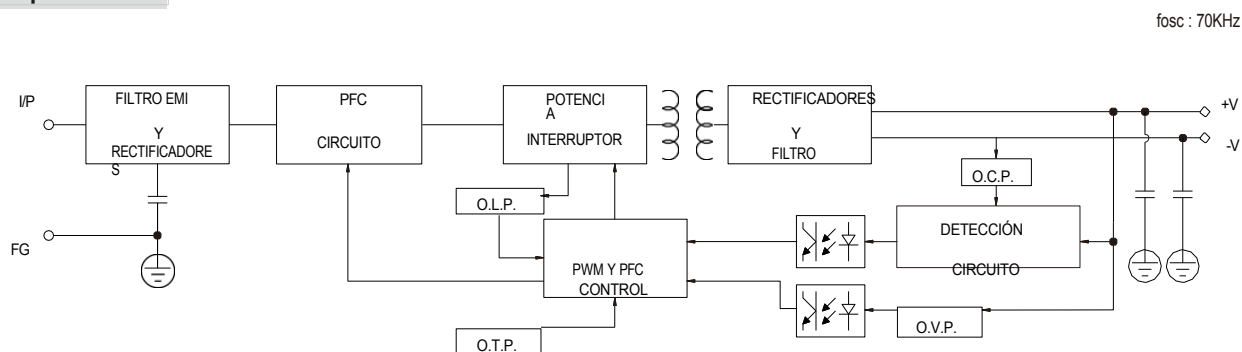 fosc : 70KHz
I/P
FILTRO EMI
Y
RECTIFICADORE
S
PFC
CIRCUITO
POTENCI
A
INTERRUPTOR
RECTIFICADORES
Y
FILTRO
+V
-V
O.C.P.
O.L.P.
DETECCIÓN
CIRCUITO
FG
PWM Y PFC
CONTROL
O.V.P.
O.T.P.